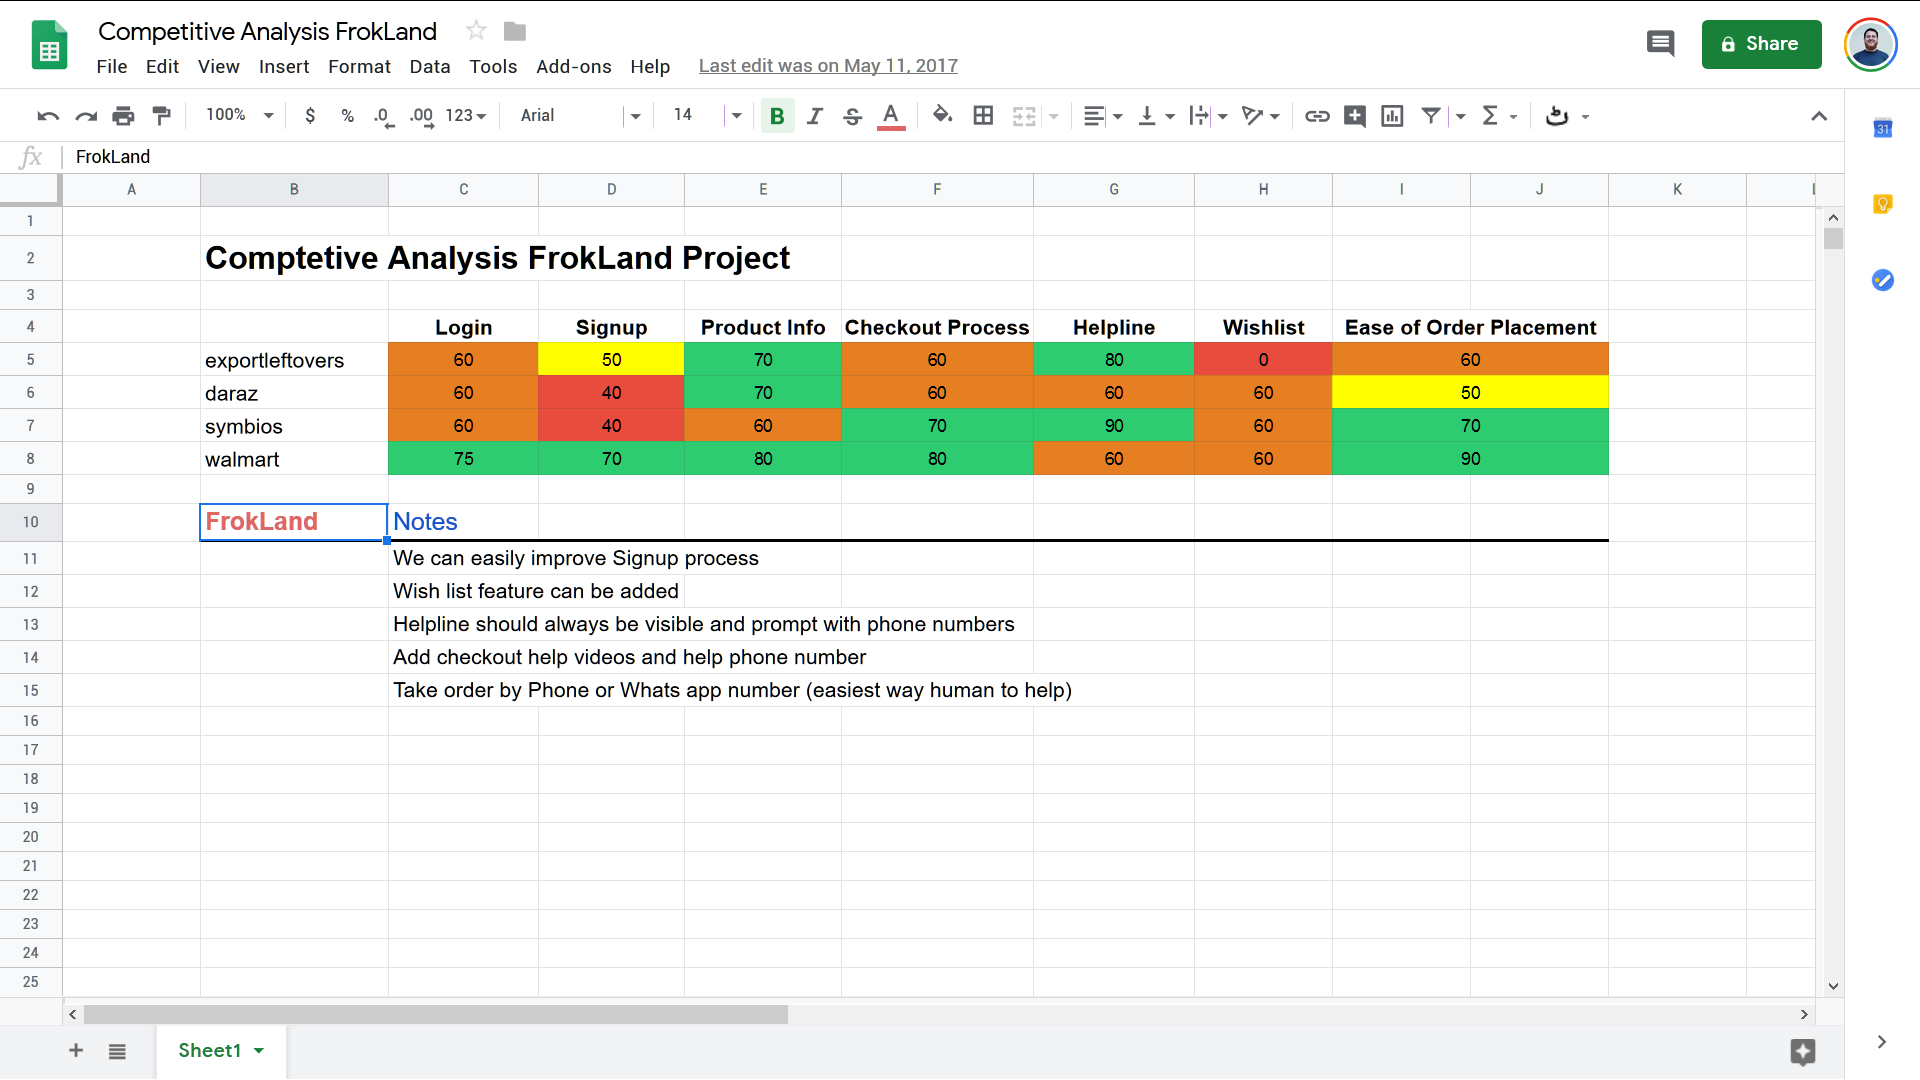 Competitive Analysis FrokLand
File Edit View Insert Format Data Tools Add-ons Help Last edit was on May 11, 2017
Share
100% $ % .0 .00 123 Arial 14 B I S A
31
fx FrokLand
A B C D E F G H I J K L
1
2 Comptetive Analysis FrokLand Project
3
4 Login Signup Product Info Checkout Process Helpline Wishlist Ease of Order Placement
5 exportleftovers 60 50 70 60 80 0 60
6 daraz 60 40 70 60 60 60 50
7 symbios 60 40 60 70 90 60 70
8 walmart 75 70 80 80 60 60 90
9
10 FrokLand Notes
11 We can easily improve Signup process
12 Wish list feature can be added
13 Helpline should always be visible and prompt with phone numbers
14 Add checkout help videos and help phone number
15 Take order by Phone or Whats app number (easiest way human to help)
16
17
18
19
20
21
22
23
24
25
Sheet1